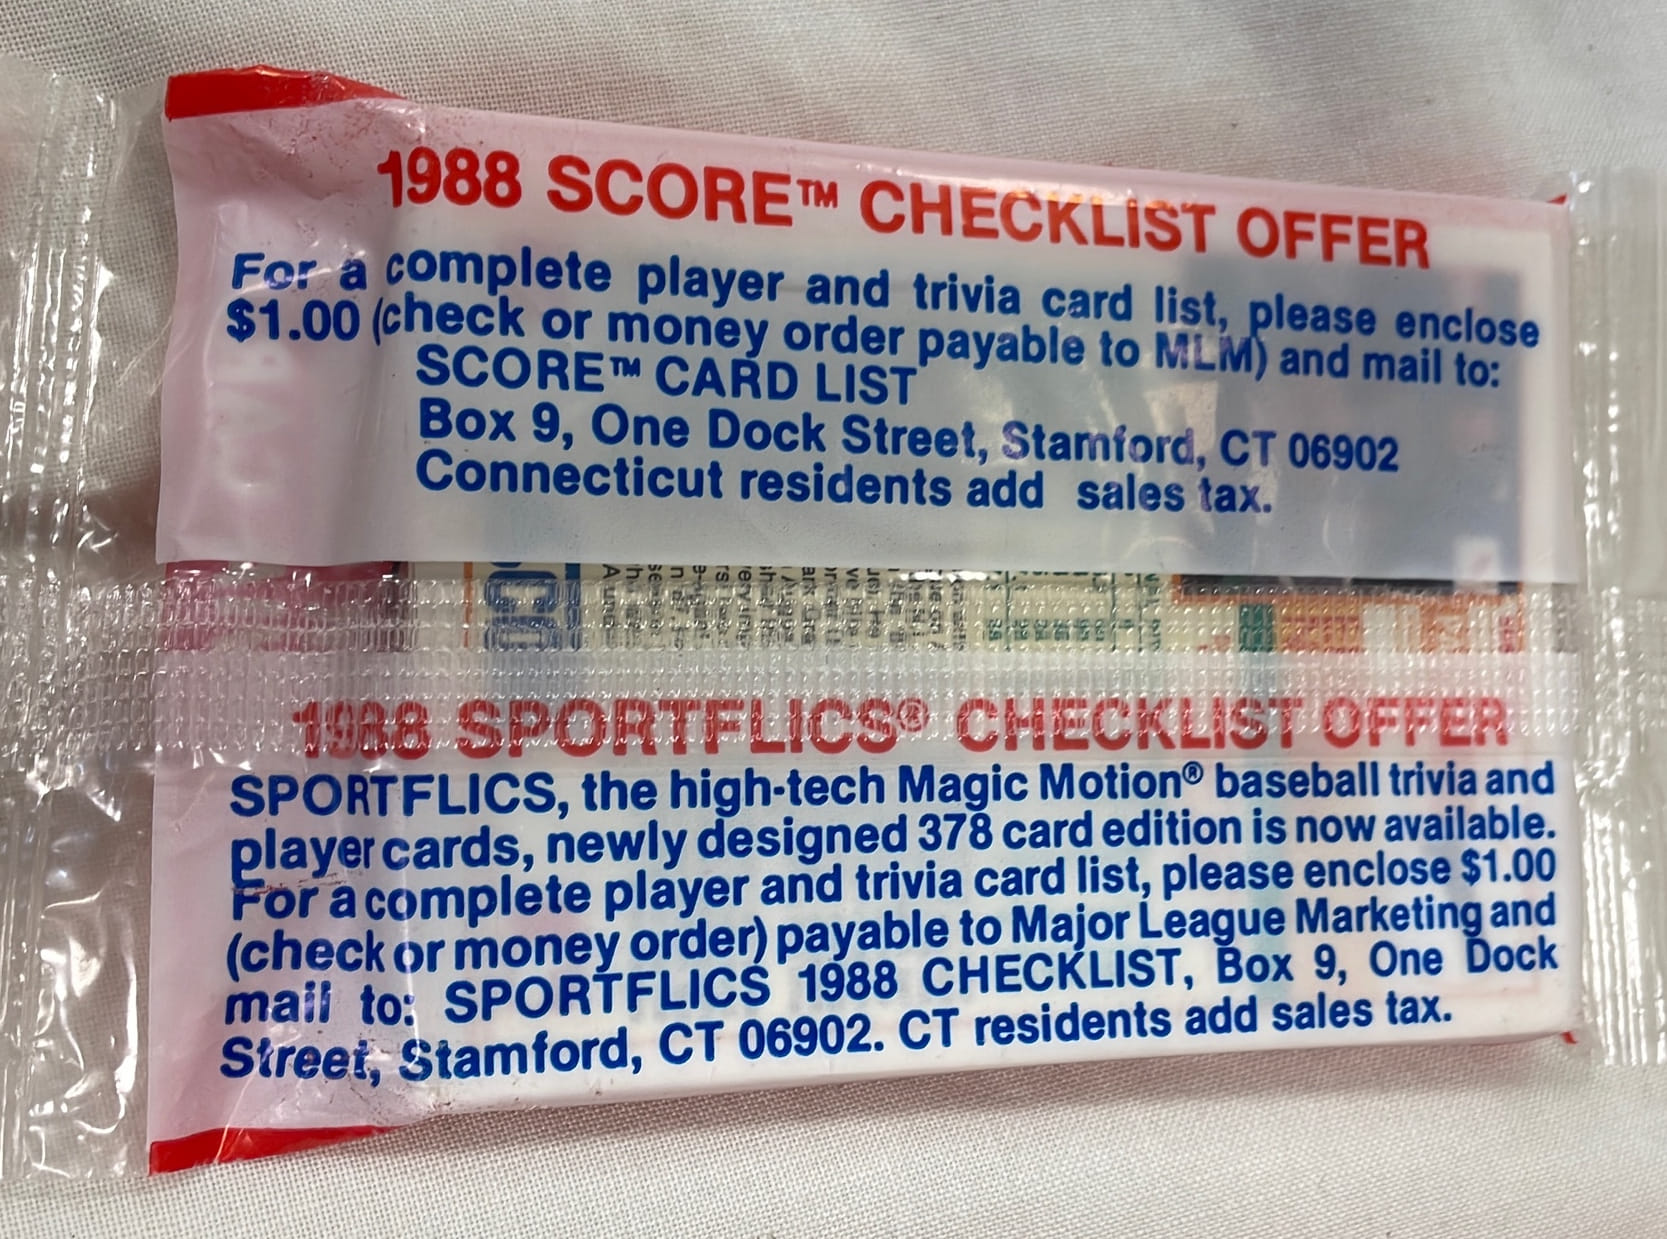 1988 SCORE™ CHECKLIST OFFER
For a complete player and trivia card list, please enclose
$1.00 (check or money order payable to MLM) and mail to:
SCORE™ CARD LIST
Box 9, One Dock Street, Stamford, CT 06902
Connecticut residents add sales tax.
1988 SPORTFLICS® CHECKLIST OFFER
SPORTFLICS, the high-tech Magic Motion® baseball trivia and
player cards, newly designed 378 card edition is now available.
For a complete player and trivia card list, please enclose $1.00
(check or money order) payable to Major League Marketing and
mail to: SPORTFLICS 1988 CHECKLIST, Box 9, One Dock
Street, Stamford, CT 06902. CT residents add sales tax.